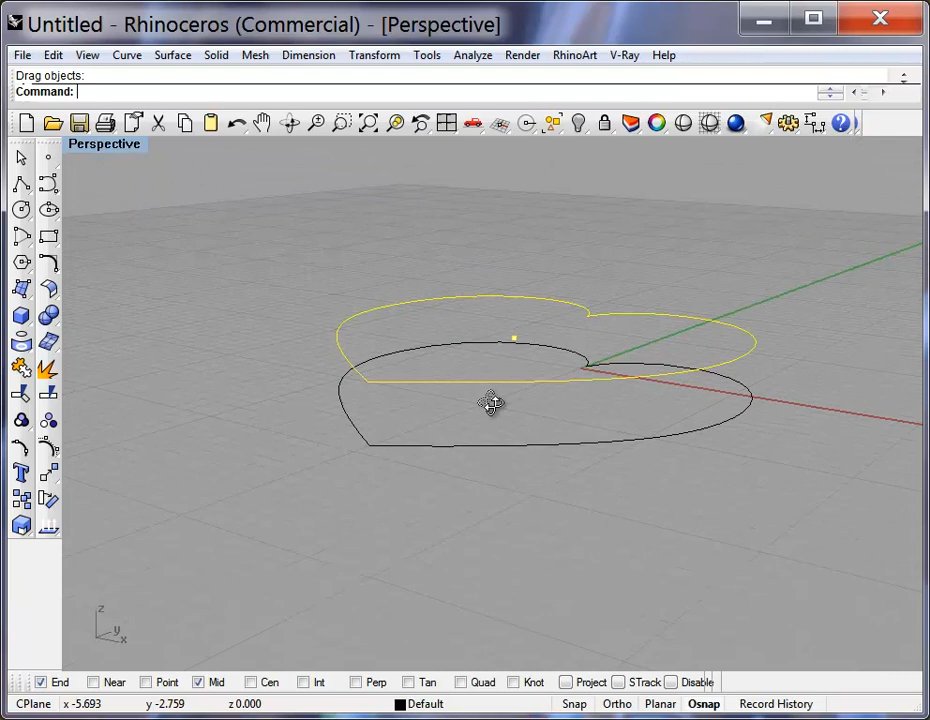 Untitled - Rhinoceros (Commercial) - [Perspective]
File Edit View Curve Surface Solid Mesh Dimension Transform Tools Analyze Render RhinoArt V-Ray Help
Drag objects:
Command:
Perspective
z
y
x
End Near Point Mid Cen Int Perp Tan Quad Knot Project STrack Disable
CPlane x -5.693 y -2.759 z 0.000 Default Snap Ortho Planar Osnap Record History